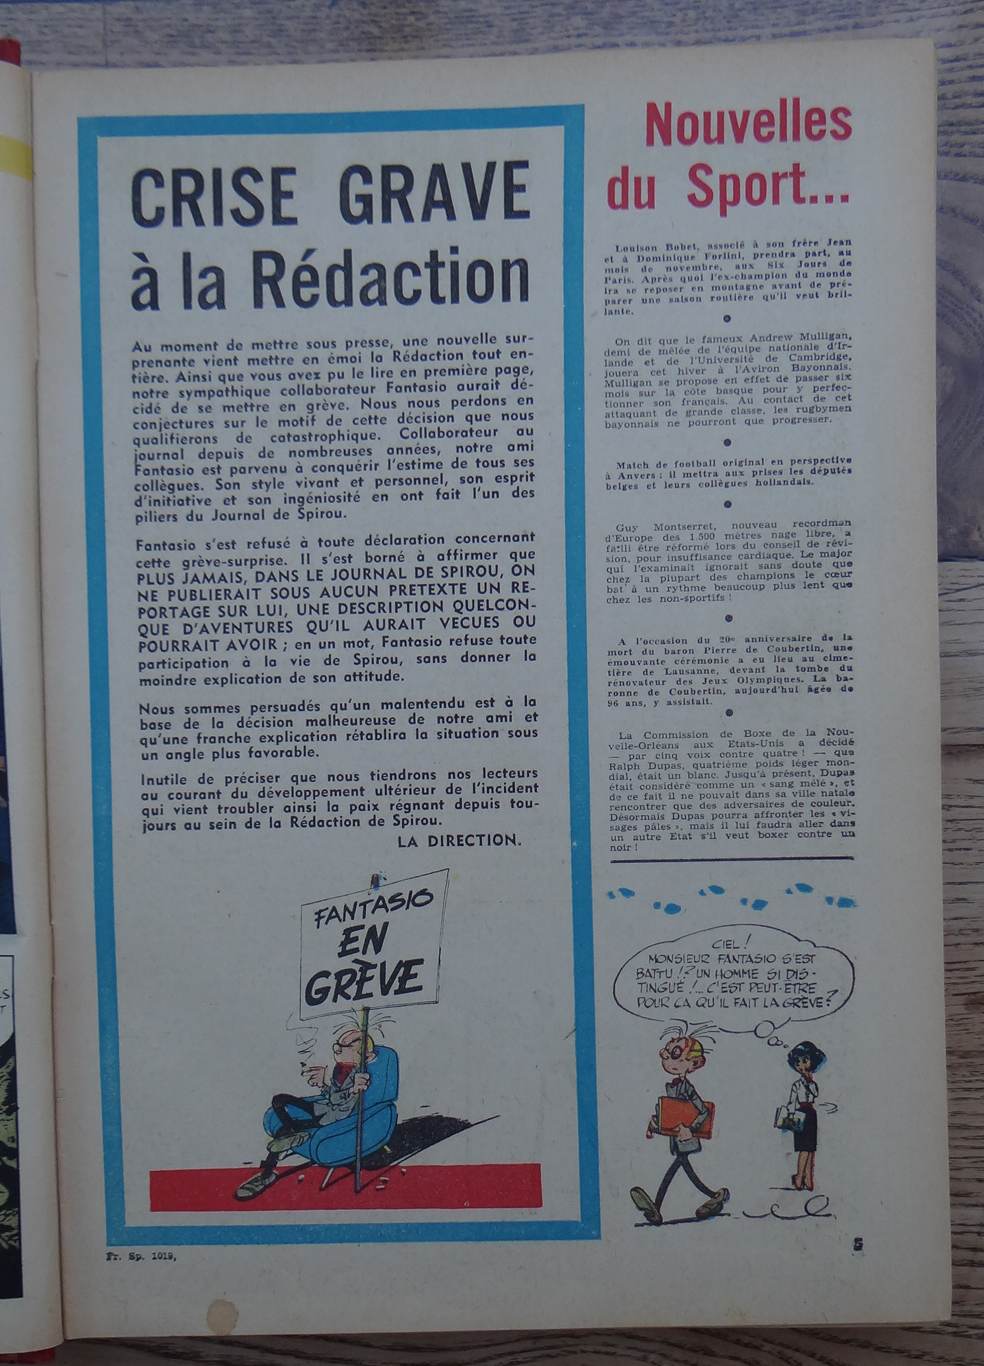 CRISE GRAVE
à la Rédaction
Au moment de mettre sous presse, une nouvelle sur-
prenante vient mettre en émoi la Rédaction tout en-
tière. Ainsi que vous avez pu le lire en première page,
notre sympathique collaborateur Fantasio aurait dé-
cidé de se mettre en grève. Nous nous perdons en
conjectures sur le motif de cette décision que nous
qualifierons de catastrophique. Collaborateur au
journal depuis de nombreuses années, notre ami
Fantasio est parvenu à conquérir l'estime de tous ses
collègues. Son style vivant et personnel, son esprit
d'initiative et son ingéniosité en ont fait l'un des
piliers du Journal de Spirou.
Fantasio s'est refusé à toute déclaration concernant
cette grève-surprise. Il s'est borné à affirmer que
PLUS JAMAIS, DANS LE JOURNAL DE SPIROU, ON
NE PUBLIERAIT SOUS AUCUN PRETEXTE UN RE-
PORTAGE SUR LUI, UNE DESCRIPTION QUELCON-
QUE D'AVENTURES QU'IL AURAIT VECUES OU
POURRAIT AVOIR ; en un mot, Fantasio refuse toute
participation à la vie de Spirou, sans donner la
moindre explication de son attitude.
Nous sommes persuadés qu'un malentendu est à la
base de la décision malheureuse de notre ami et
qu'une franche explication rétablira la situation sous
un angle plus favorable.
Inutile de préciser que nous tiendrons nos lecteurs
au courant du développement ultérieur de l'incident
qui vient troubler ainsi la paix régnant depuis tou-
jours au sein de la Rédaction de Spirou.
LA DIRECTION.
FANTASIO
EN
GRÈVE
Fr. Sp. 1019,
Nouvelles
du Sport...
Louison Bobet, associé à son frère Jean
et à Dominique Forlini, prendra part, au
mois de novembre, aux Six Jours de
Paris. Après quoi l'ex-champion du monde
ira se reposer en montagne avant de pré-
parer une saison routière qu'il veut bril-
lante.
On dit que le fameux Andrew Mulligan,
demi de mêlée de l'équipe nationale d'Ir-
lande et de l'Université de Cambridge,
jouera cet hiver à l'Aviron Bayonnais.
Mulligan se propose en effet de passer six
mois sur la côte basque pour y perfec-
tionner son français. Au contact de cet
attaquant de grande classe, les rugbymen
bayonnais ne pourront que progresser.
Match de football original en perspective
à Anvers : il mettra aux prises les députés
belges et leurs collègues hollandais.
Guy Montserret, nouveau recordman
d'Europe des 1.500 mètres nage libre, a
failli être réformé lors du conseil de révi-
sion, pour insuffisance cardiaque. Le major
qui l'examinait ignorait sans doute que
chez la plupart des champions le cœur
bat à un rythme beaucoup plus lent que
chez les non-sportifs !
A l'occasion du 20e anniversaire de la
mort du baron Pierre de Coubertin, une
émouvante cérémonie a eu lieu au cime-
tière de Lausanne, devant la tombe du
rénovateur des Jeux Olympiques. La ba-
ronne de Coubertin, aujourd'hui âgée de
96 ans, y assistait.
La Commission de Boxe de la Nou-
velle-Orléans aux Etats-Unis a décidé
— par cinq voix contre quatre ! — que
Ralph Dupas, quatrième poids léger mon-
dial, était un blanc. Jusqu'à présent, Dupas
était considéré comme un « sang mêlé », et
de ce fait il ne pouvait dans sa ville natale
rencontrer que des adversaires de couleur.
Désormais Dupas pourra affronter les « vi-
sages pâles », mais il lui faudra aller dans
un autre Etat s'il veut boxer contre un
noir !
CIEL !
MONSIEUR FANTASIO S'EST
BATTU !? UN HOMME SI DIS-
TINGUÉ !... C'EST PEUT-ÊTRE
POUR ÇA QU'IL FAIT LA GRÈVE ?
5